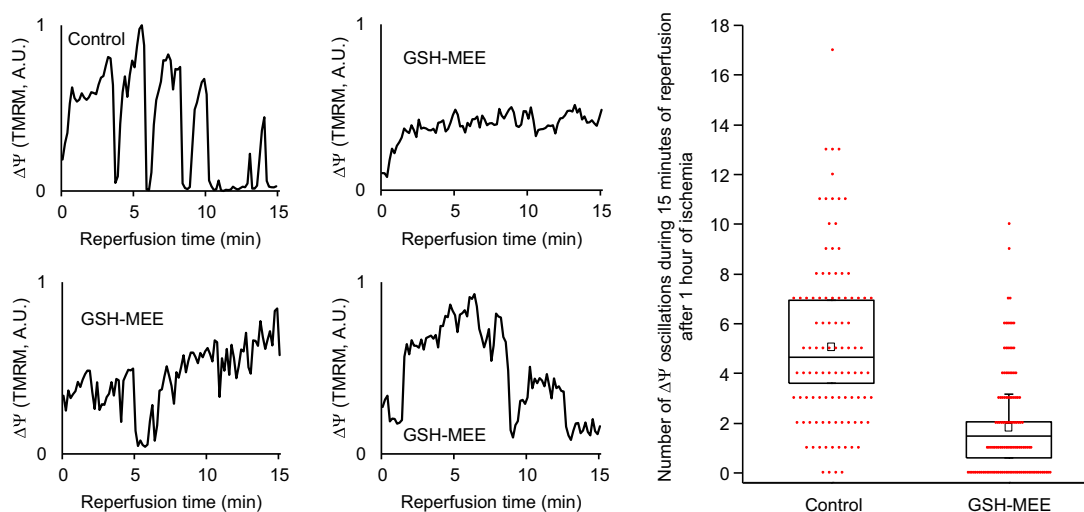 1
Control
ΔΨ (TMRM, A.U.)
0
0 5 10 15
Reperfusion time (min)
1
GSH-MEE
ΔΨ (TMRM, A.U.)
0
0 5 10 15
Reperfusion time (min)
1
GSH-MEE
ΔΨ (TMRM, A.U.)
0
0 5 10 15
Reperfusion time (min)
1
ΔΨ (TMRM, A.U.)
GSH-MEE
0
0 5 10 15
Reperfusion time (min)
Number of ΔΨ oscillations during 15 minutes of reperfusion
after 1 hour of ischemia
18
16
14
12
10
8
6
4
2
0
Control GSH-MEE